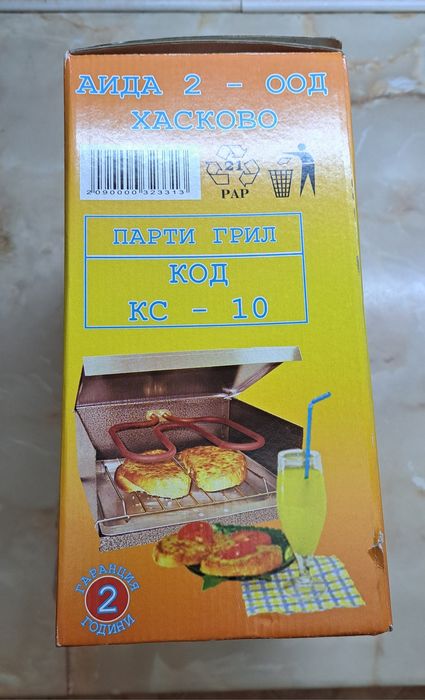 АИДА 2 - ООД
ХАСКОВО
2090000323313
21
PAP
ПАРТИ ГРИЛ
КОД
КС - 10
ГАРАНЦИЯ
2
ГОДИНИ